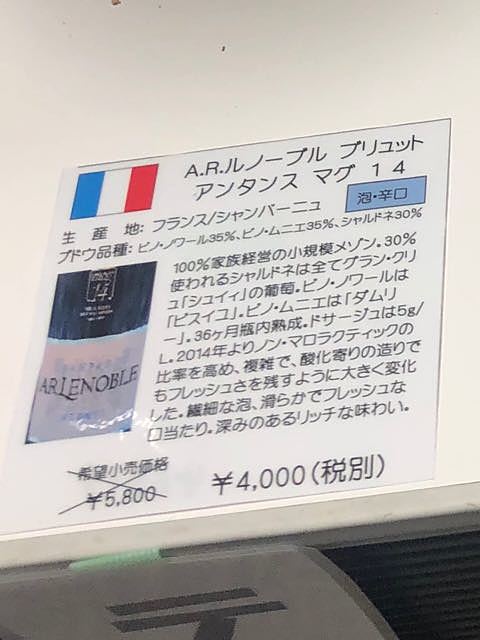 A.R.ルノーブル ブリュット
アンタンス マグ 14
泡・辛口
生産地: フランス/シャンパーニュ
ブドウ品種: ピノ・ノワール35%、ピノ・ムニエ35%、シャルドネ30%
100%家族経営の小規模メゾン。30%
使われるシャルドネは全てグラン・クリ
ュ「シュイィ」の葡萄。ピノ・ノワールは
「ビスイユ」。ピノ・ムニエは「ダムリ
ー」。36ヶ月瓶内熟成。ドサージュは5g/
L。2014年よりノン・マロラクティックの
比率を高め、複雑で、酸化寄りの造りで
もフレッシュさを残すように大きく変化
した。繊細な泡、滑らかでフレッシュな
口当たり。深みのあるリッチな味わい。
ARLENOBLE
希望小売価格
¥5,800
¥4,000(税別)